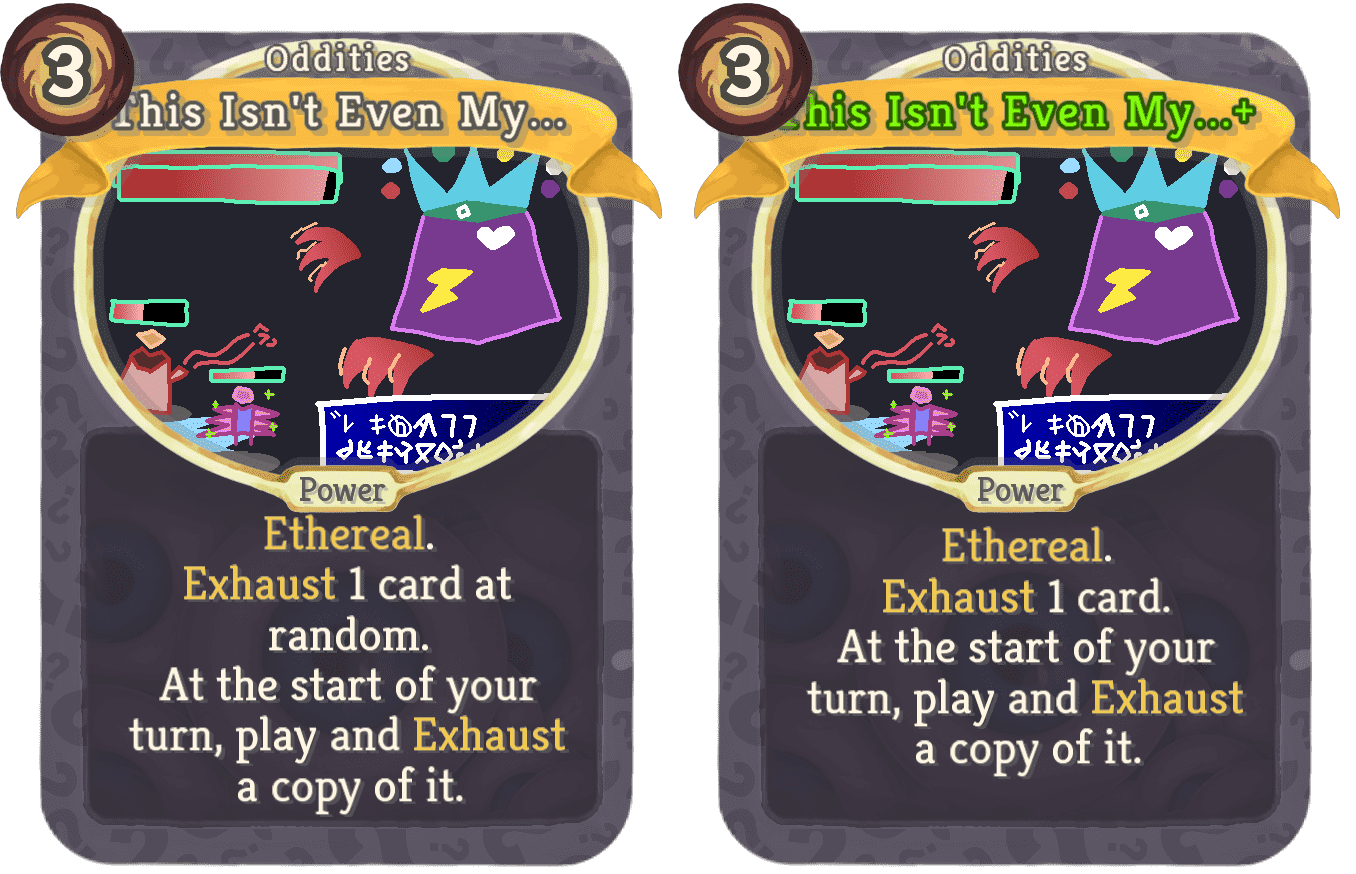 3
Oddities
This Isn't Even My...
Power
Ethereal.
Exhaust 1 card at
random.
At the start of your
turn, play and Exhaust
a copy of it.
3
Oddities
This Isn't Even My...+
Power
Ethereal.
Exhaust 1 card.
At the start of your
turn, play and Exhaust
a copy of it.